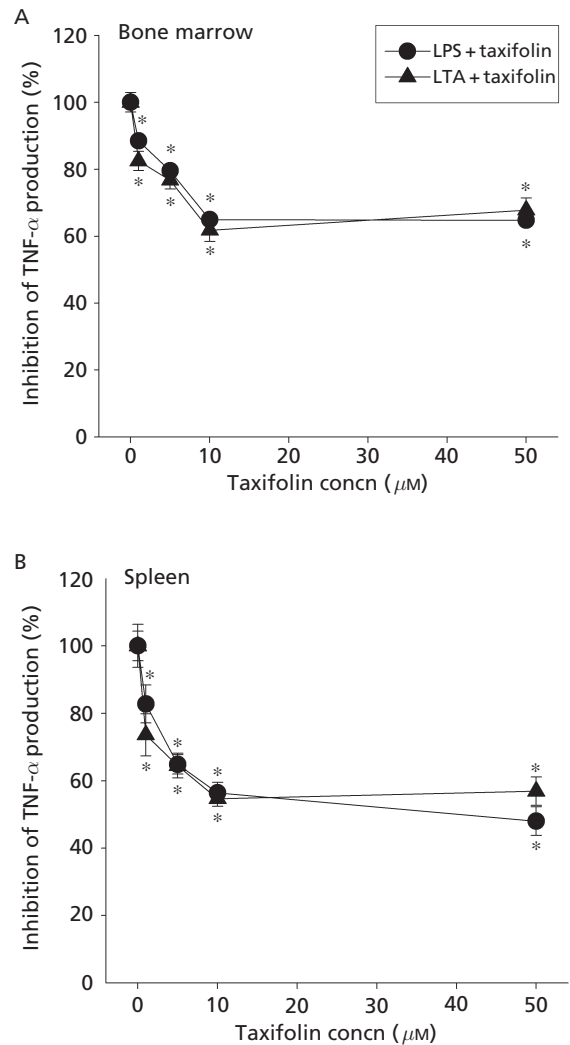 A
Bone marrow
LPS + taxifolin
LTA + taxifolin
Inhibition of TNF-α production (%)
120
100
80
60
40
20
0
* * * *
* * * *
0 10 20 30 40 50
Taxifolin concn (μM)
B
Spleen
Inhibition of TNF-α production (%)
120
100
80
60
40
20
0
* * * *
* * * *
0 10 20 30 40 50
Taxifolin concn (μM)